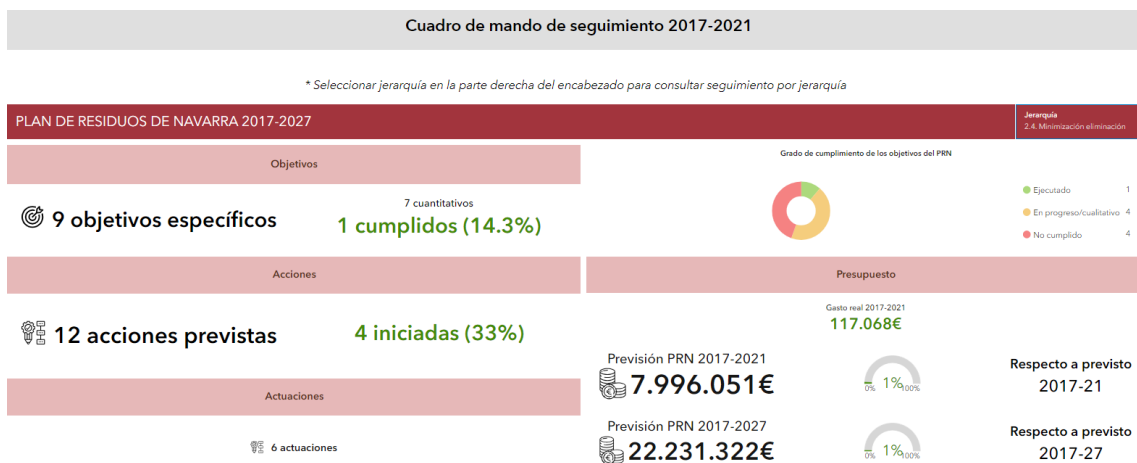 Cuadro de mando de seguimiento 2017-2021
* Seleccionar jerarquía en la parte derecha del encabezado para consultar seguimiento por jerarquía
PLAN DE RESIDUOS DE NAVARRA 2017-2027
Jerarquía
2.4. Minimización eliminación
Objetivos
9 objetivos específicos
7 cuantitativos
1 cumplidos (14.3%)
Grado de cumplimiento de los objetivos del PRN
Ejecutado 1
En progreso/cualitativo 4
No cumplido 4
Acciones
12 acciones previstas
4 iniciadas (33%)
Actuaciones
6 actuaciones
Presupuesto
Gasto real 2017-2021
117.068€
Previsión PRN 2017-2021
7.996.051€
0% 1% 100%
Respecto a previsto
2017-21
Previsión PRN 2017-2027
22.231.322€
0% 1% 100%
Respecto a previsto
2017-27